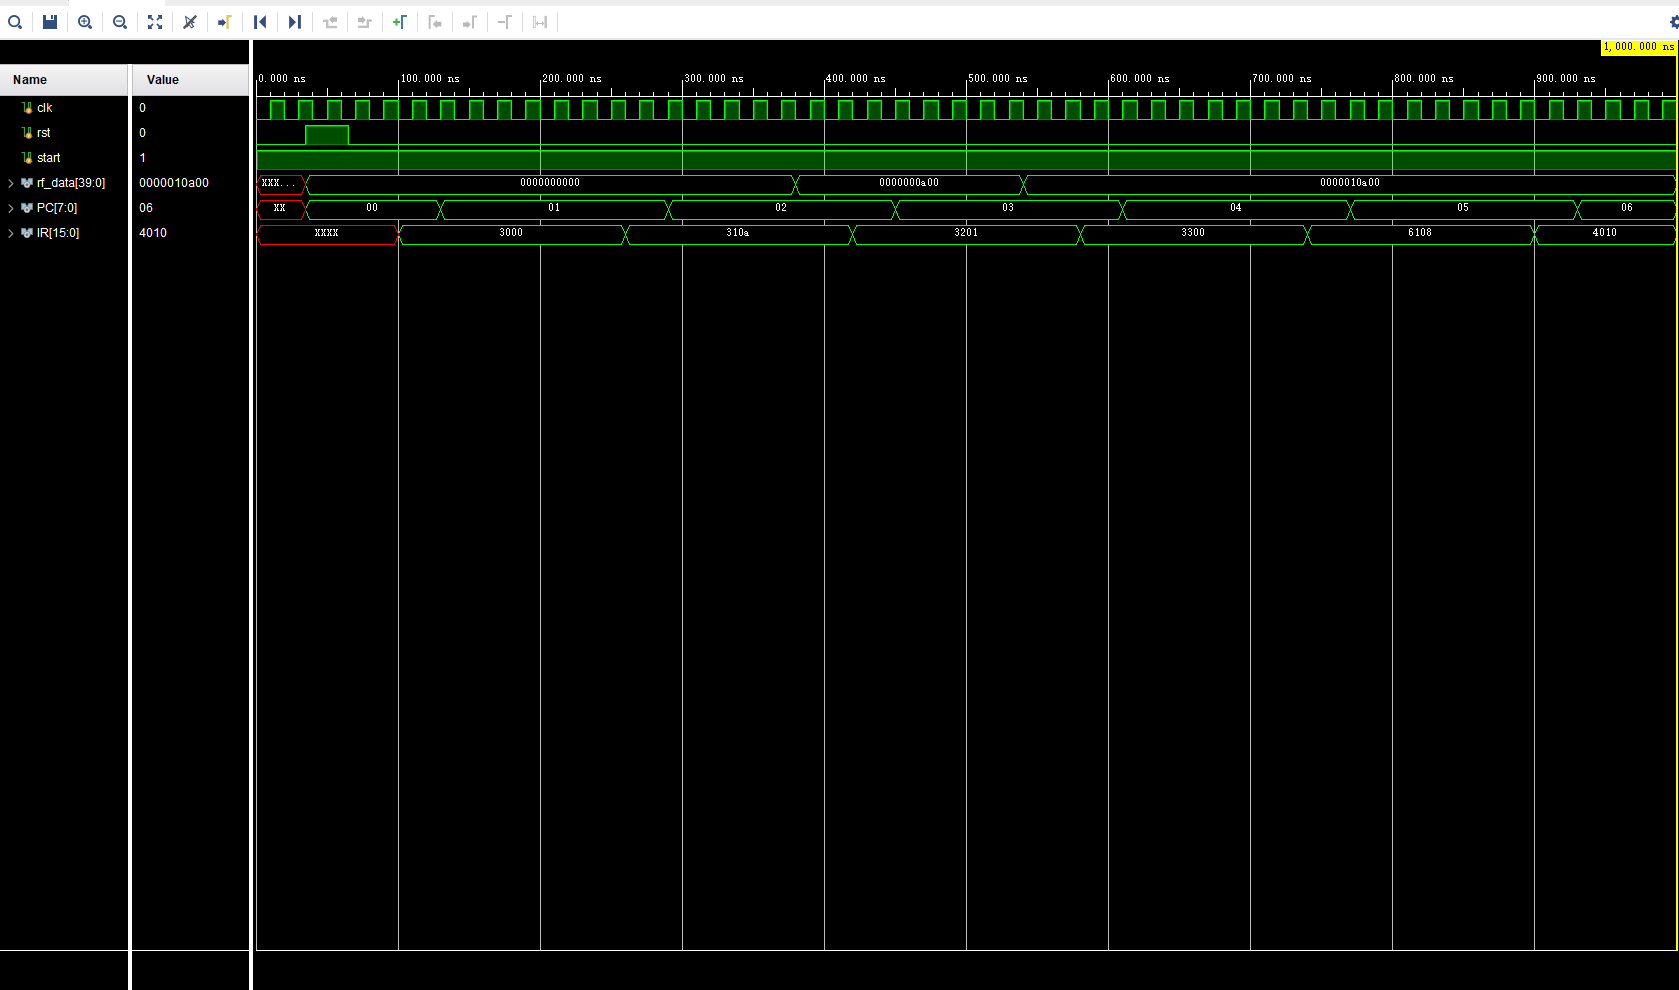 1,000.000 ns
Name Value
0.000 ns 100.000 ns 200.000 ns 300.000 ns 400.000 ns 500.000 ns 600.000 ns 700.000 ns 800.000 ns 900.000 ns
clk 0
rst 0
start 1
rf_data[39:0] 0000010a00 XXX... 0000000000 0000000a00 0000010a00
PC[7:0] 06 XX 00 01 02 03 04 05 06
IR[15:0] 4010 XXXX 3000 310a 3201 3300 6108 4010